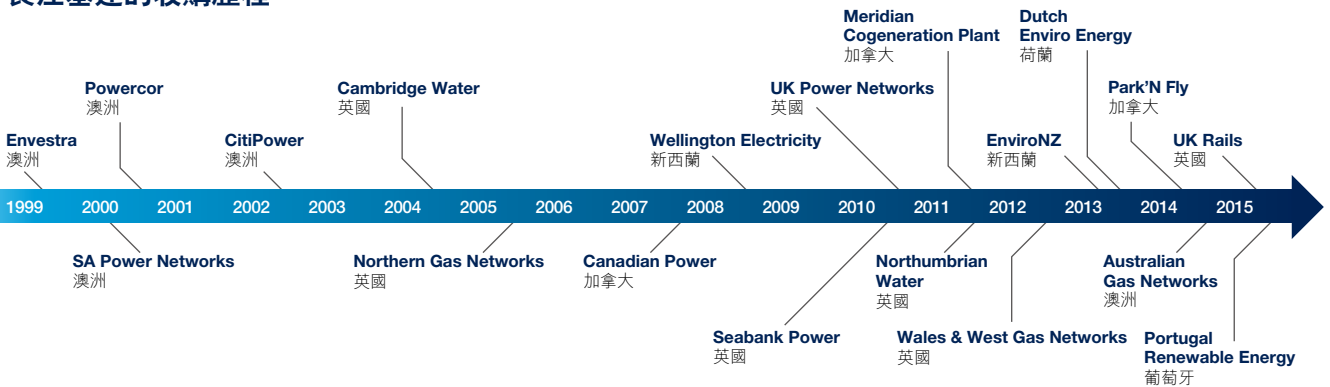 Meridian
Cogeneration Plant
加拿大
Dutch
Enviro Energy
荷蘭
Powercor
澳洲
Cambridge Water
英國
UK Power Networks
英國
Park'N Fly
加拿大
Envestra
澳洲
CitiPower
澳洲
Wellington Electricity
新西蘭
EnviroNZ
新西蘭
UK Rails
英國
1999 2000 2001 2002 2003 2004 2005 2006 2007 2008 2009 2010 2011 2012 2013 2014 2015
SA Power Networks
澳洲
Northern Gas Networks
英國
Canadian Power
加拿大
Northumbrian
Water
英國
Australian
Gas Networks
澳洲
Seabank Power
英國
Wales & West Gas Networks
英國
Portugal
Renewable Energy
葡萄牙